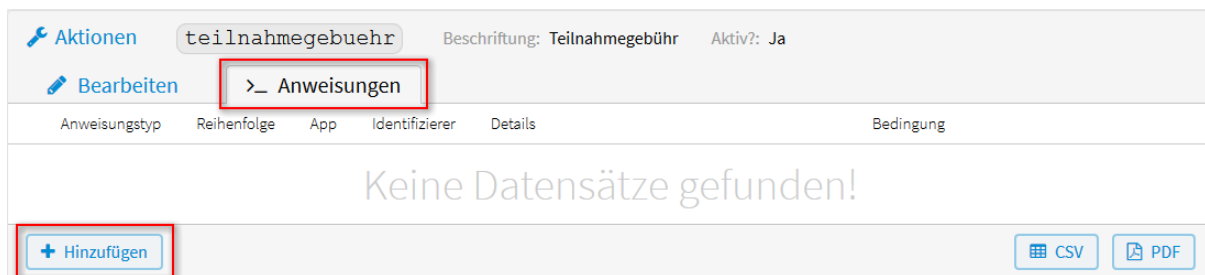 Aktionen teilnahmegebuehr Beschriftung: Teilnahmegebühr Aktiv?: Ja
Bearbeiten >_ Anweisungen
Anweisungstyp Reihenfolge App Identifizierer Details Bedingung
Keine Datensätze gefunden!
+ Hinzufügen CSV PDF